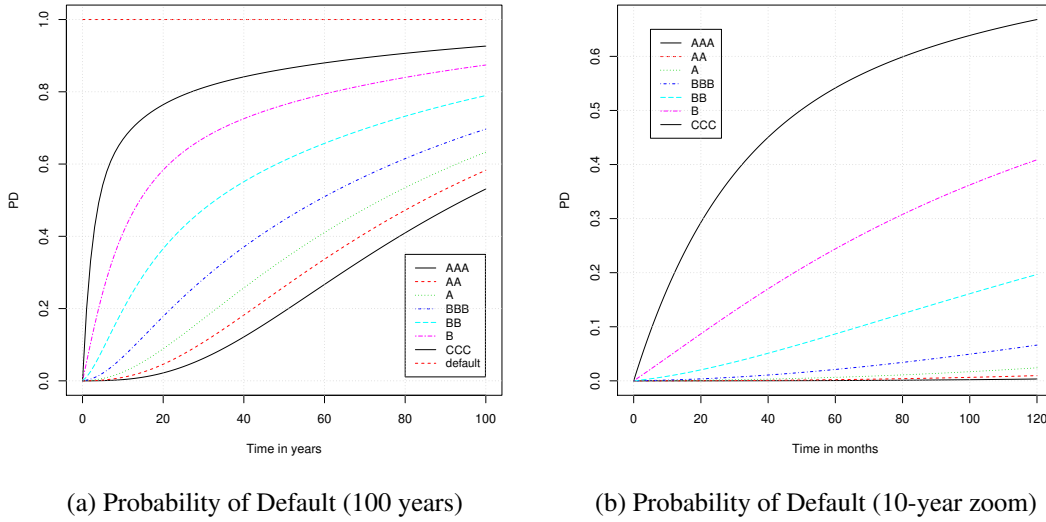 PD
1.0
0.8
0.6
0.4
0.2
0.0
0 20 40 60 80 100
Time in years
AAA
AA
A
BBB
BB
B
CCC
default
(a) Probability of Default (100 years)
PD
0.6
0.5
0.4
0.3
0.2
0.1
0.0
0 20 40 60 80 100 120
Time in months
AAA
AA
A
BBB
BB
B
CCC
(b) Probability of Default (10-year zoom)